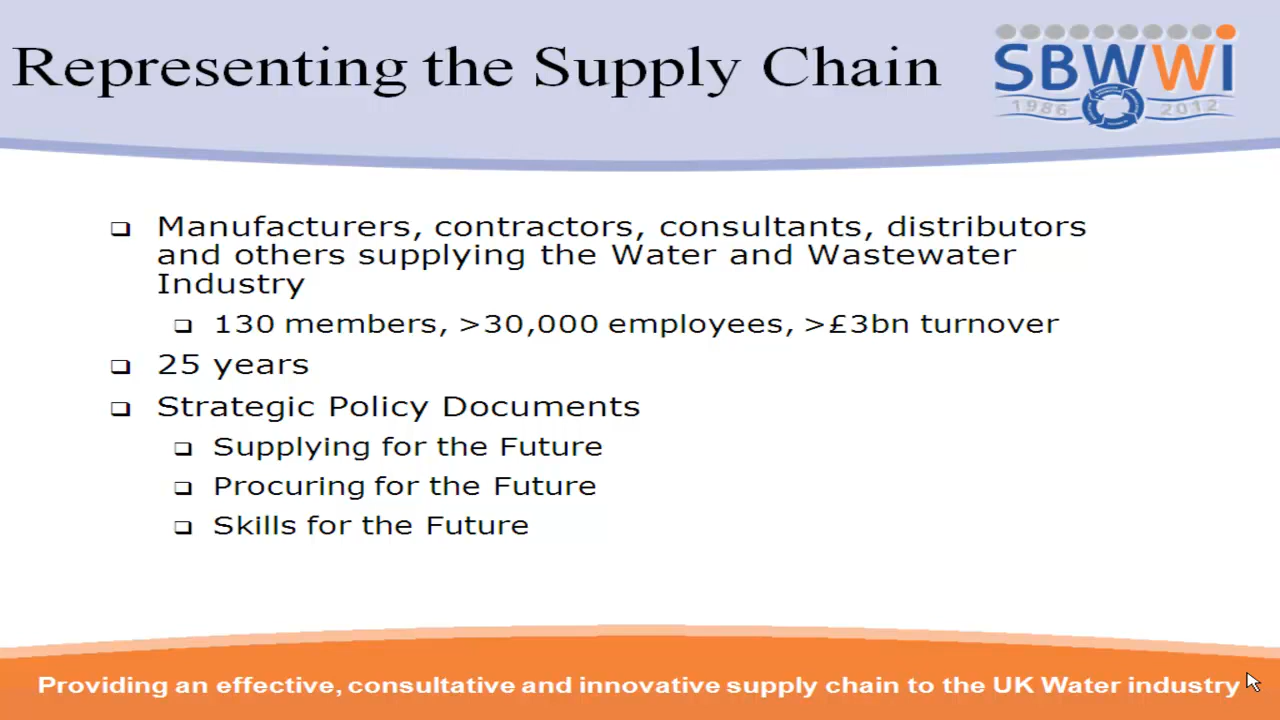 Representing the Supply Chain
SBWWi
1986 2012
Manufacturers, contractors, consultants, distributors
and others supplying the Water and Wastewater
Industry
130 members, >30,000 employees, >£3bn turnover
25 years
Strategic Policy Documents
Supplying for the Future
Procuring for the Future
Skills for the Future
Providing an effective, consultative and innovative supply chain to the UK Water industry